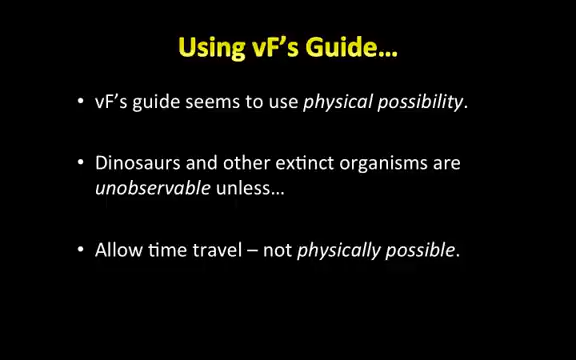 Using vF's Guide…
• vF's guide seems to use physical possibility.
• Dinosaurs and other extinct organisms are
unobservable unless…
• Allow time travel – not physically possible.